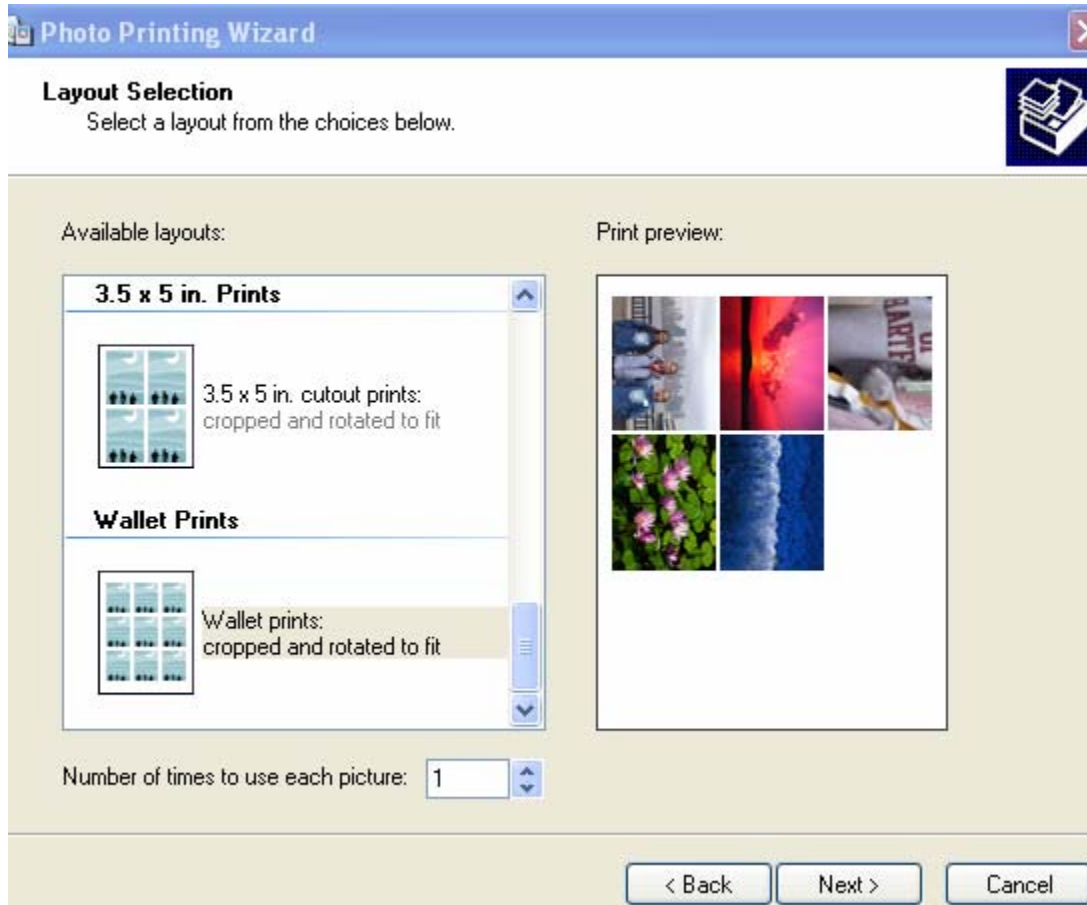 Photo Printing Wizard
Layout Selection
Select a layout from the choices below.
Available layouts:
Print preview:
3.5 x 5 in. Prints
3.5 x 5 in. cutout prints:
cropped and rotated to fit
Wallet Prints
Wallet prints:
cropped and rotated to fit
Number of times to use each picture: 1
< Back
Next >
Cancel